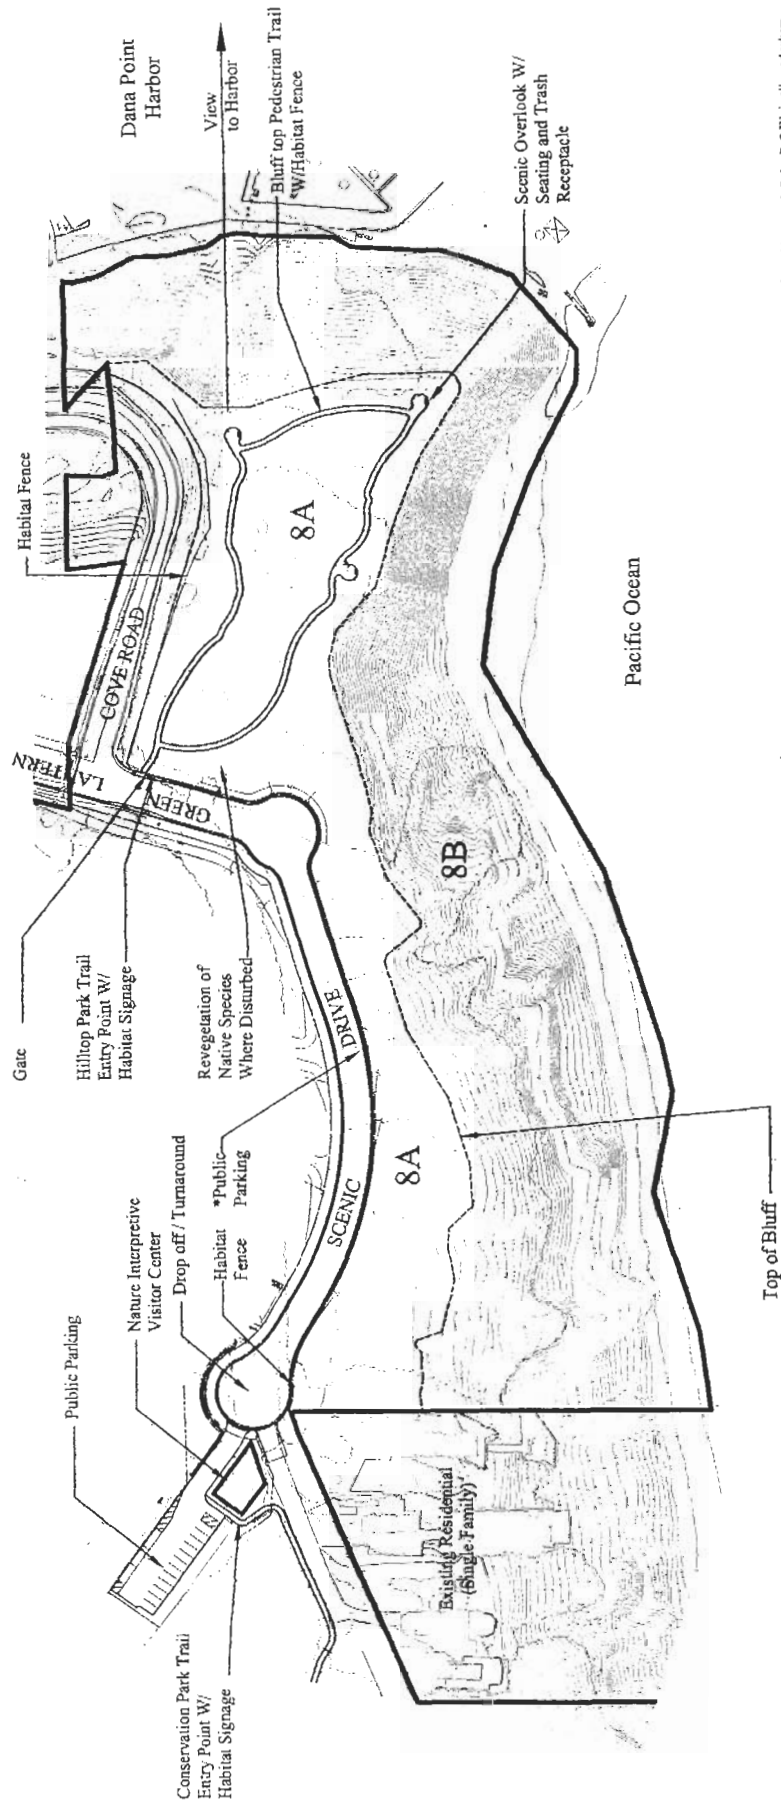 Public Parking
Nature Interpretive
Visitor Center
Drop off / Turnaround
Habitat
Fence
*Public
Parking
Conservation Park Trail
Entry Point W/
Habitat Signage
Gate
Hilltop Park Trail
Entry Point W/
Habitat Signage
Revegetation of
Native Species
Where Disturbed
Habitat Fence
Dana Point
Harbor
View
to Harbor
Bluff top Pedestrian Trail
*W/Habitat Fence
Scenic Overlook W/
Seating and Trash
Receptacle
COVE ROAD
GREEN
LANTERN
SCENIC
DRIVE
8A
8A
8B
Existing Residential
(Single Family)
Top of Bluff
Pacific Ocean